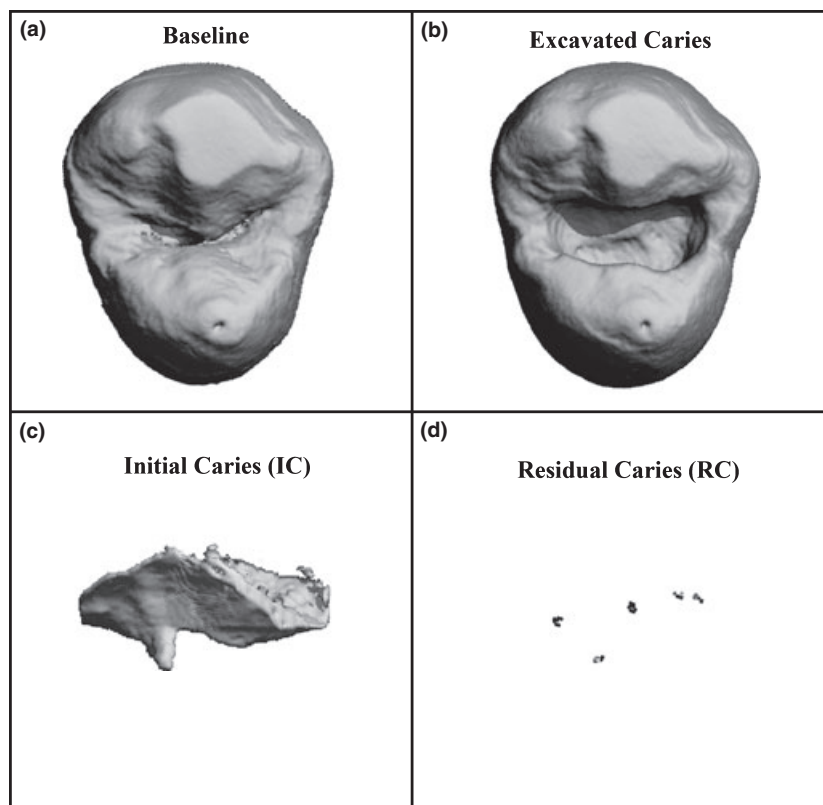 (a)
Baseline
(b)
Excavated Caries
(c)
Initial Caries (IC)
(d)
Residual Caries (RC)